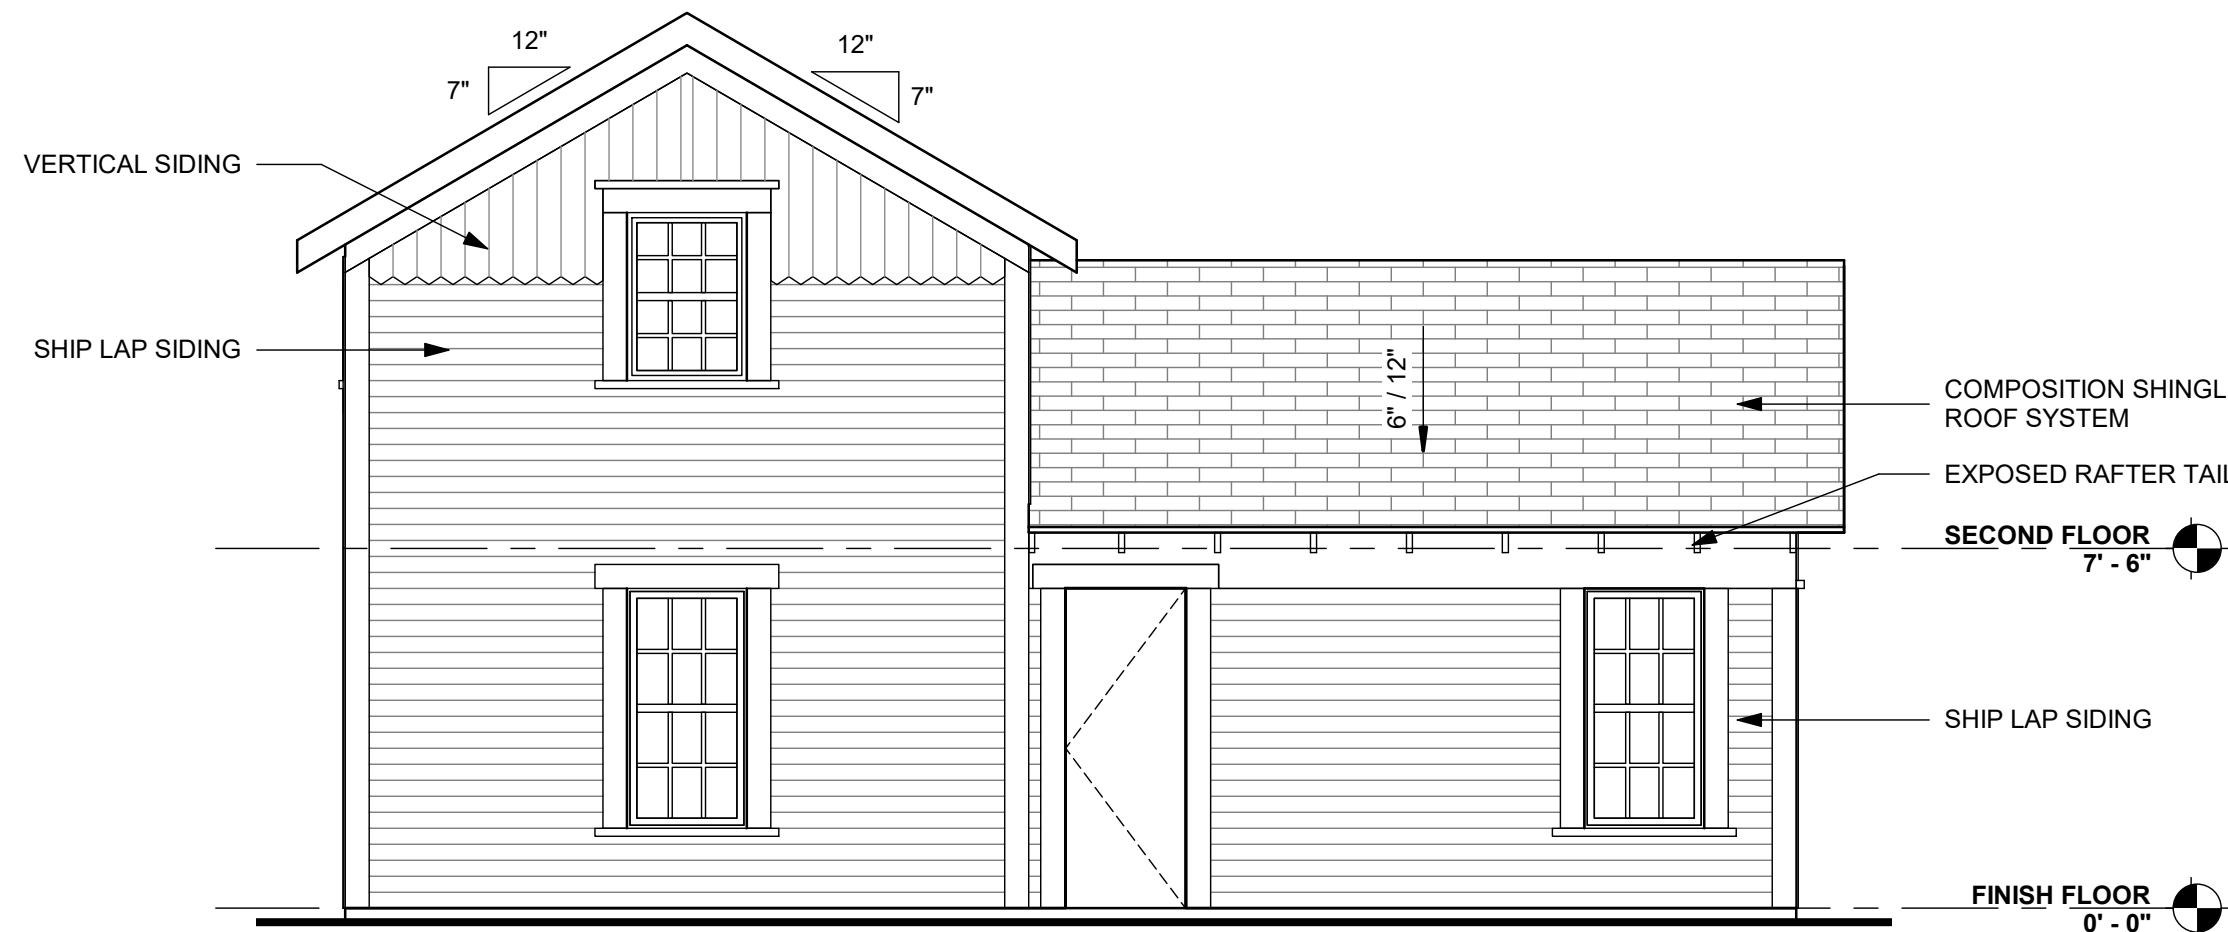 12"
7"
12"
7"
VERTICAL SIDING
SHIP LAP SIDING
6" / 12"
COMPOSITION SHINGL
ROOF SYSTEM
EXPOSED RAFTER TAIL
SECOND FLOOR
7' - 6"
SHIP LAP SIDING
FINISH FLOOR
0' - 0"